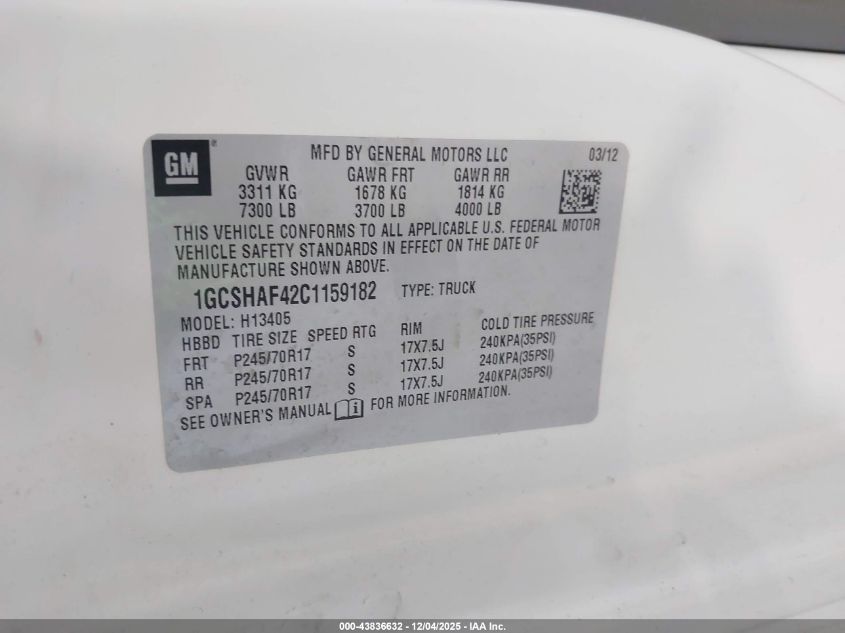 GM ®
MFD BY GENERAL MOTORS LLC 03/12
GVWR GAWR FRT GAWR RR
3311 KG 1678 KG 1814 KG
7300 LB 3700 LB 4000 LB
THIS VEHICLE CONFORMS TO ALL APPLICABLE U.S. FEDERAL MOTOR
VEHICLE SAFETY STANDARDS IN EFFECT ON THE DATE OF
MANUFACTURE SHOWN ABOVE.
1GCSHAF42C1159182 TYPE: TRUCK
MODEL: H13405
HBBD TIRE SIZE SPEED RTG RIM COLD TIRE PRESSURE
FRT P245/70R17 S 17X7.5J 240KPA(35PSI)
RR P245/70R17 S 17X7.5J 240KPA(35PSI)
SPA P245/70R17 S 17X7.5J 240KPA(35PSI)
SEE OWNER'S MANUAL i FOR MORE INFORMATION.
000-43836632 - 12/04/2025 - IAA Inc.